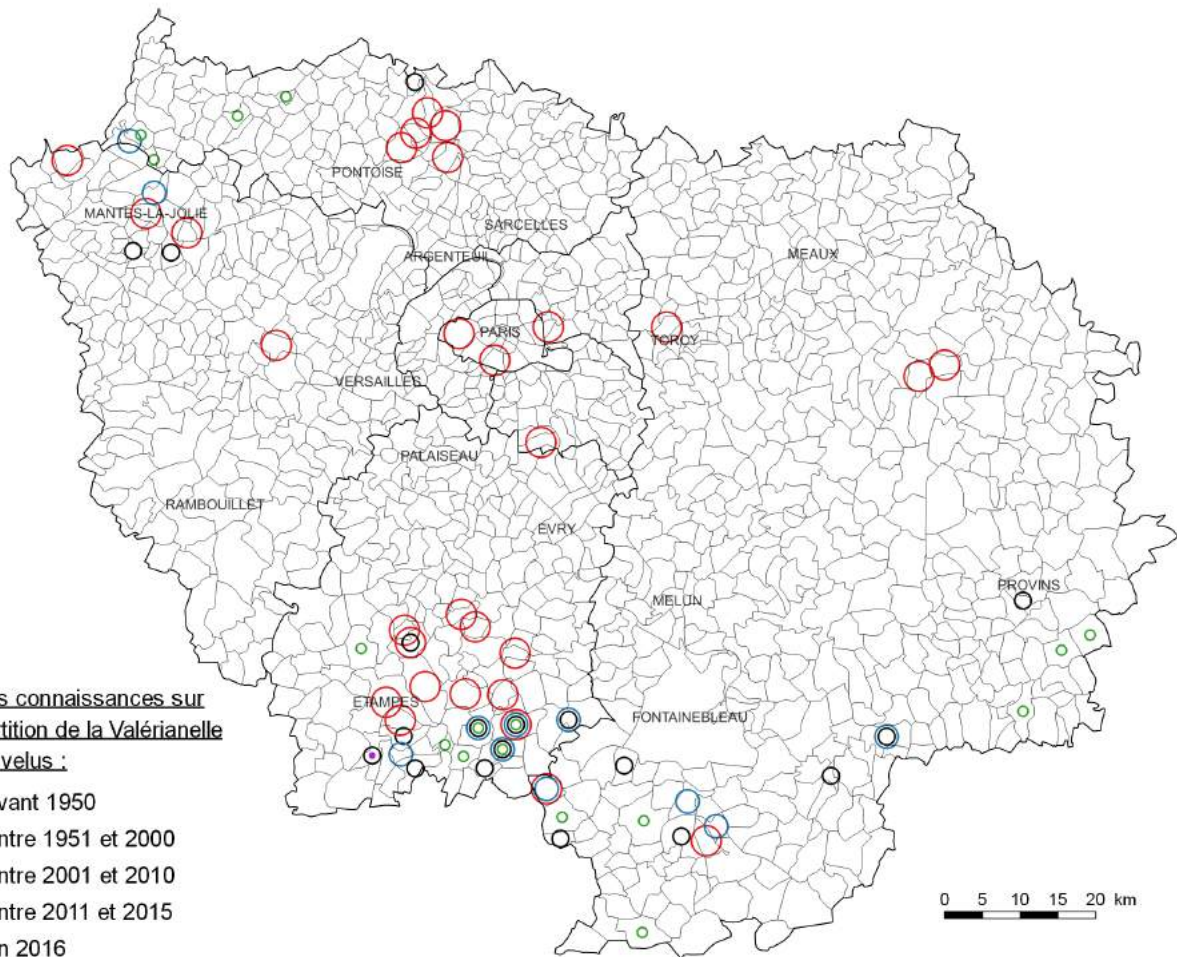 PONTOISE
MANTES-LA-JOLIE
SARCELLES
ARGENTEUIL
MEAUX
PARIS
TORCY
VERSAILLES
PALAISEAU
RAMBOUILLET
EVRY
PROVINS
MELUN
ETAMPES
FONTAINEBLEAU
s connaissances sur
tition de la Valérianelle
velus :
vant 1950
ntre 1951 et 2000
ntre 2001 et 2010
ntre 2011 et 2015
n 2016
0 5 10 15 20 km